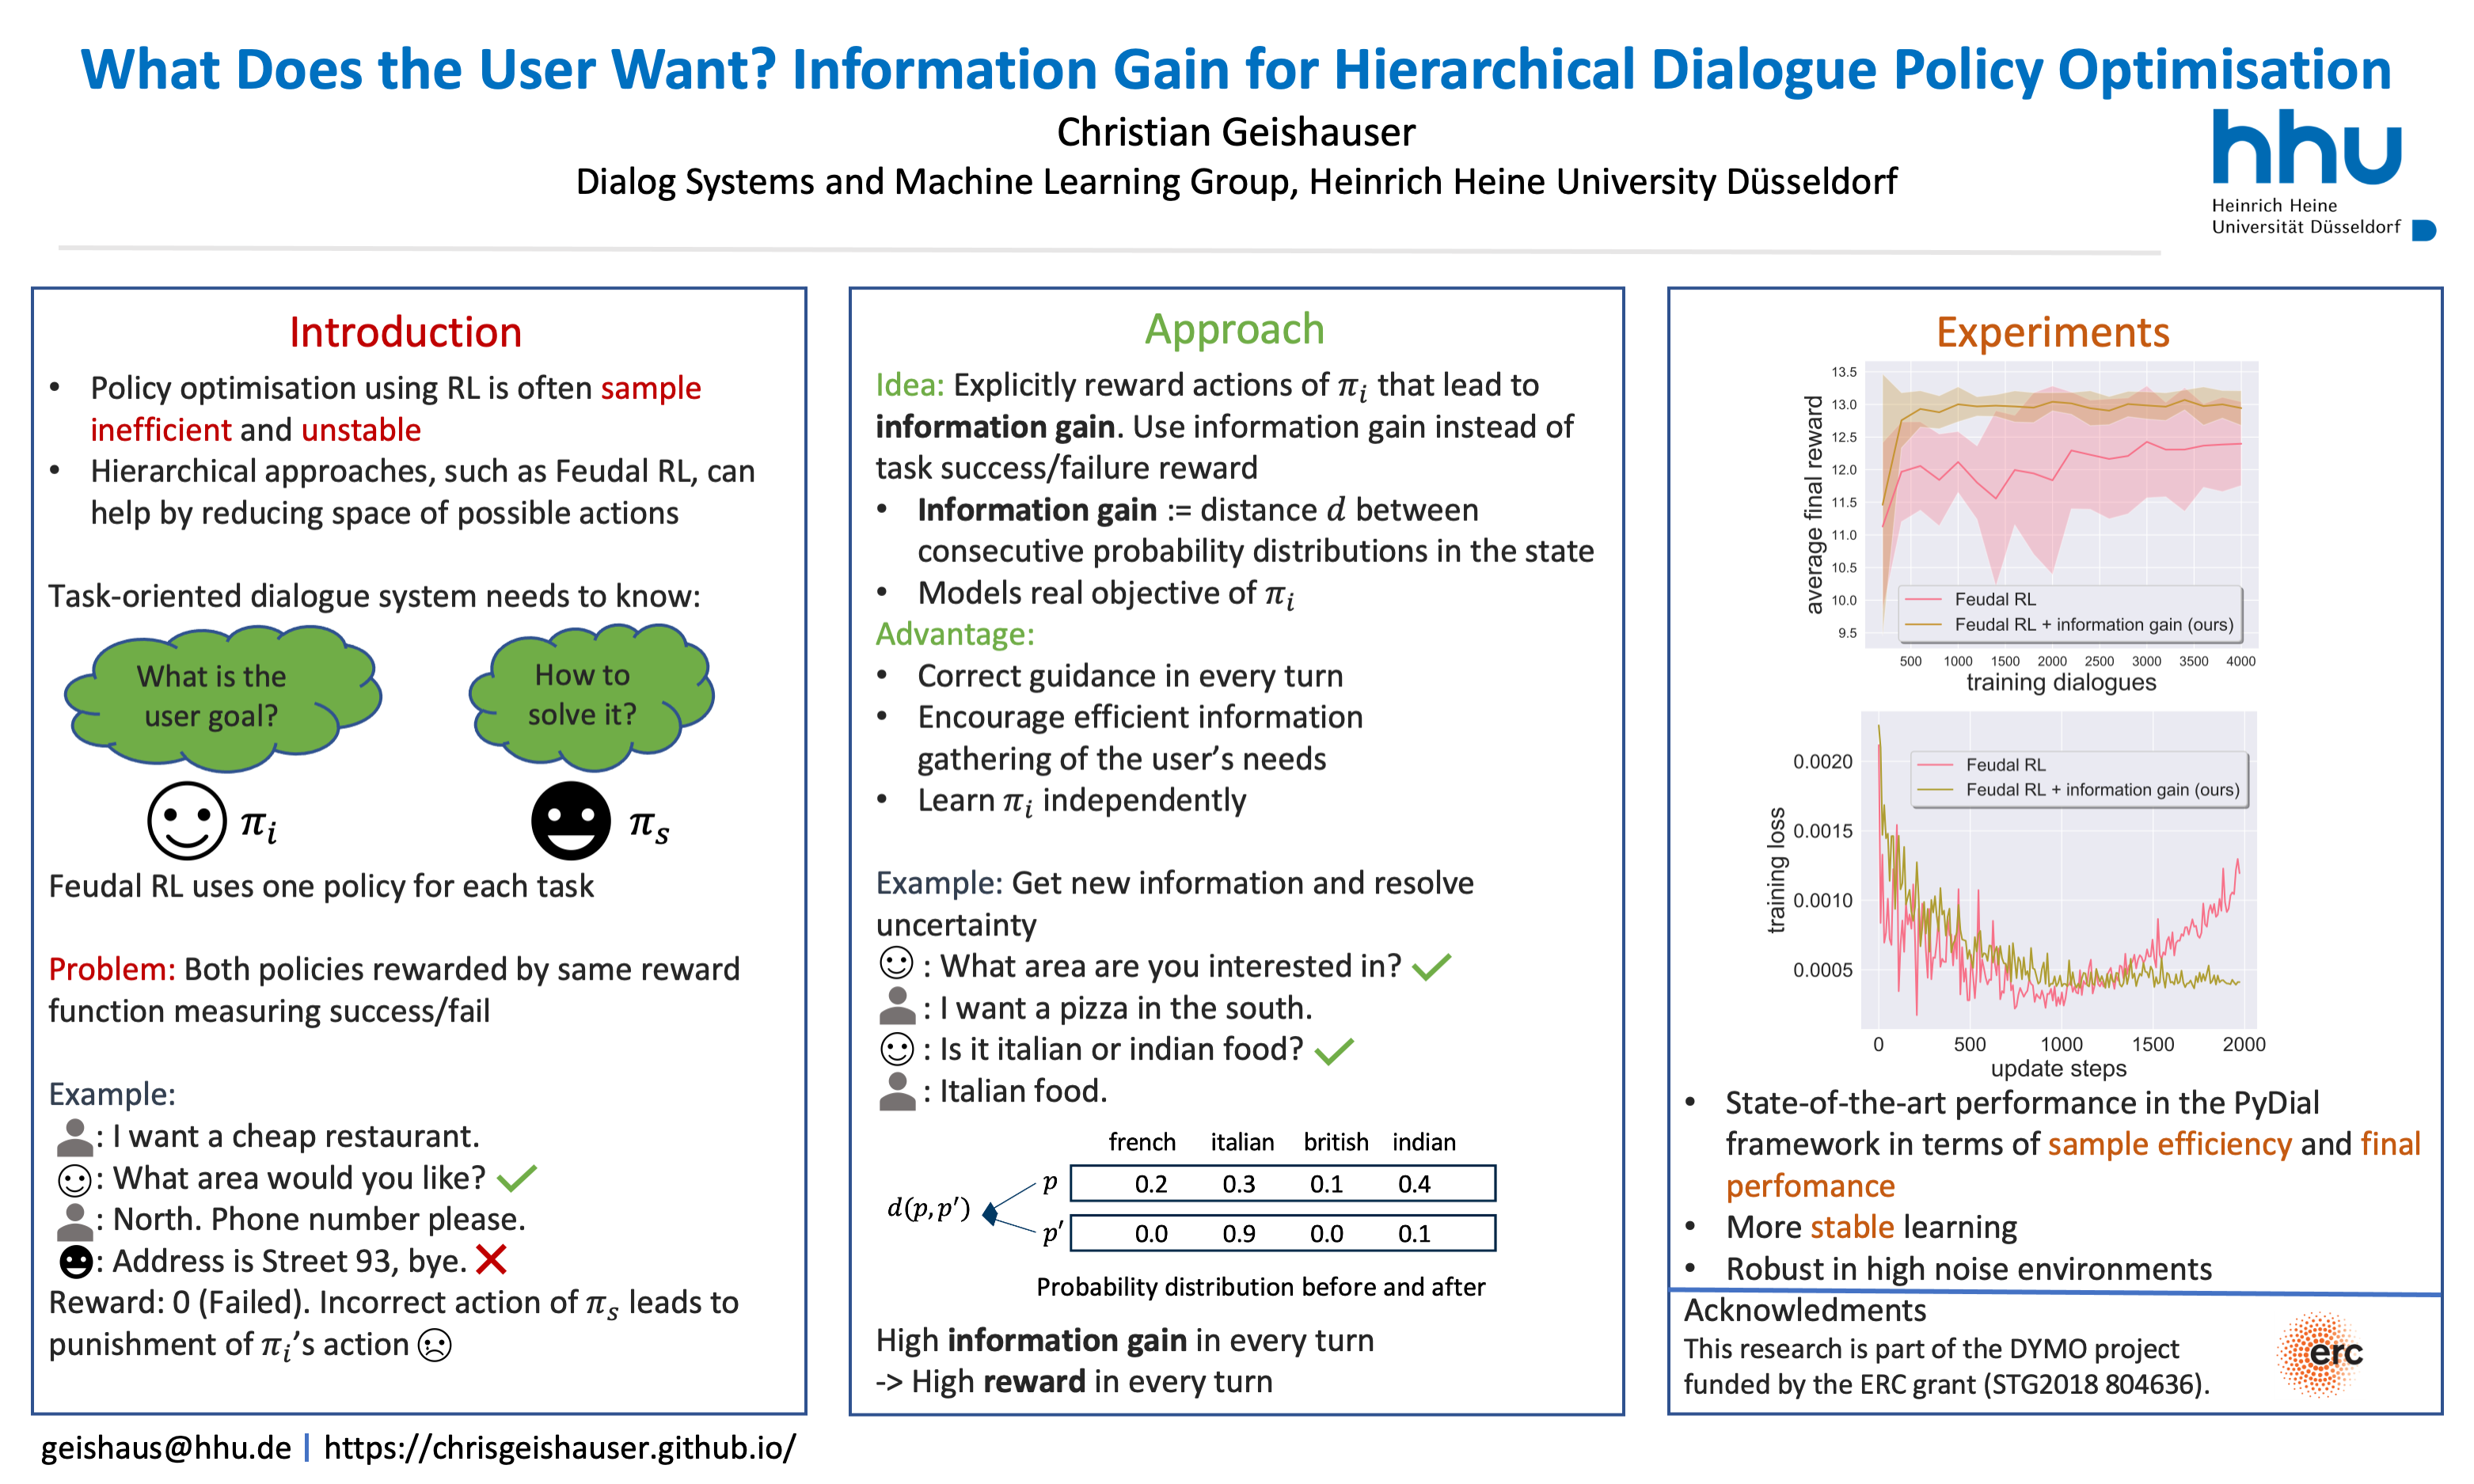 What Does the User Want? Information Gain for Hierarchical Dialogue Policy Optimisation
Christian Geishauser
Dialog Systems and Machine Learning Group, Heinrich Heine University Düsseldorf
hhu
Heinrich Heine
Universität Düsseldorf
Introduction
• Policy optimisation using RL is often sample
inefficient and unstable
• Hierarchical approaches, such as Feudal RL, can
help by reducing space of possible actions
Task-oriented dialogue system needs to know:
What is the
user goal?
How to
solve it?
π_i
π_s
Feudal RL uses one policy for each task
Problem: Both policies rewarded by same reward
function measuring success/fail
Example:
: I want a cheap restaurant.
: What area would you like?
: North. Phone number please.
: Address is Street 93, bye.
Reward: 0 (Failed). Incorrect action of π_s leads to
punishment of π_i's action
Approach
Idea: Explicitly reward actions of π_i that lead to
information gain. Use information gain instead of
task success/failure reward
• Information gain := distance d between
consecutive probability distributions in the state
• Models real objective of π_i
Advantage:
• Correct guidance in every turn
• Encourage efficient information
gathering of the user's needs
• Learn π_i independently
Example: Get new information and resolve
uncertainty
: What area are you interested in?
: I want a pizza in the south.
: Is it italian or indian food?
: Italian food.
french italian british indian
p 0.2 0.3 0.1 0.4
d(p,p′)
p′ 0.0 0.9 0.0 0.1
Probability distribution before and after
High information gain in every turn
-> High reward in every turn
Experiments
13.5
13.0
12.5
12.0
11.5
11.0
10.5
10.0
9.5
average final reward
Feudal RL
Feudal RL + information gain (ours)
500 1000 1500 2000 2500 3000 3500 4000
training dialogues
0.0020
0.0015
0.0010
0.0005
training loss
Feudal RL
Feudal RL + information gain (ours)
0 500 1000 1500 2000
update steps
• State-of-the-art performance in the PyDial
framework in terms of sample efficiency and final
perfomance
• More stable learning
• Robust in high noise environments
Acknowledgments
This research is part of the DYMO project
funded by the ERC grant (STG2018 804636).
erc
geishaus@hhu.de | https://chrisgeishauser.github.io/